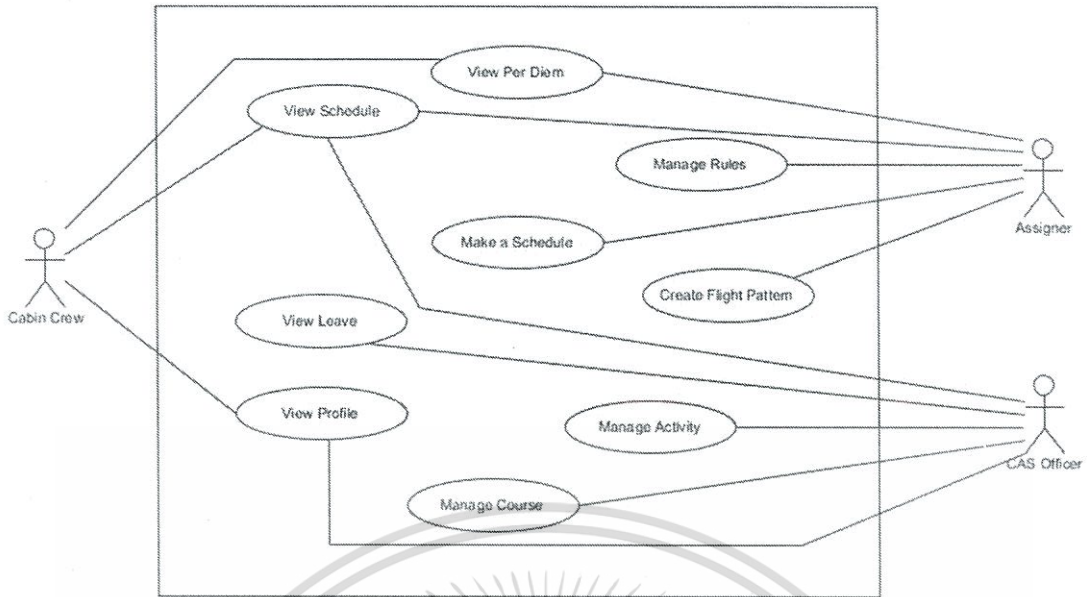 View Per Diem
View Schedule
Manage Rules
Assigner
Make a Schedule
Cabin Crew
Create Flight Pattern
View Leave
View Profile
Manage Activity
CAS Officer
Manage Course